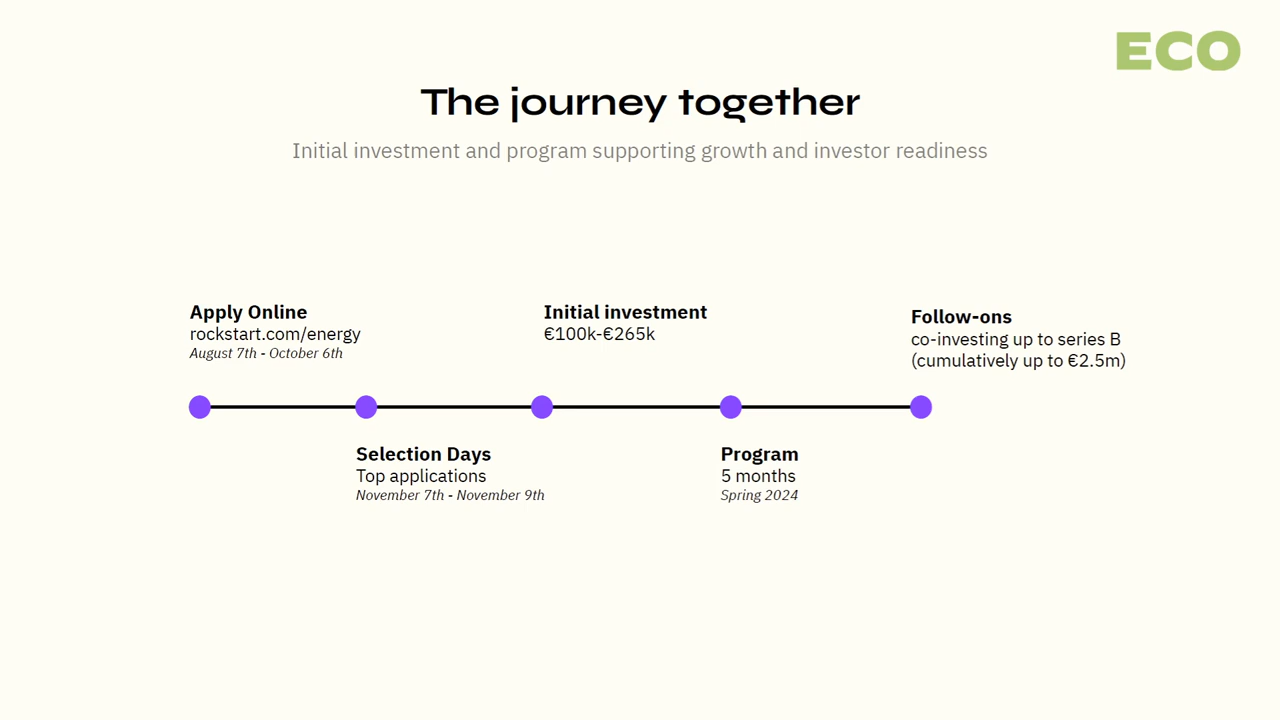 ECO
The journey together
Initial investment and program supporting growth and investor readiness
Apply Online
rockstart.com/energy
August 7th - October 6th
Selection Days
Top applications
November 7th - November 9th
Initial investment
€100k-€265k
Program
5 months
Spring 2024
Follow-ons
co-investing up to series B
(cumulatively up to €2.5m)